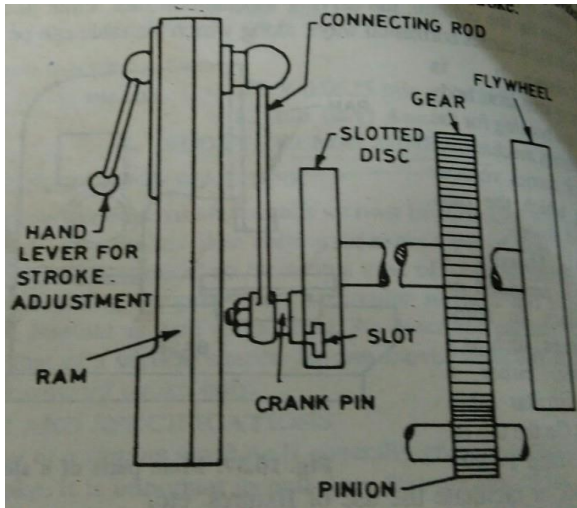 CONNECTING ROD
FLYWHEEL
GEAR
SLOTTED
DISC
HAND
LEVER FOR
STROKE.
ADJUSTMENT
SLOT
RAM
CRANK PIN
PINION